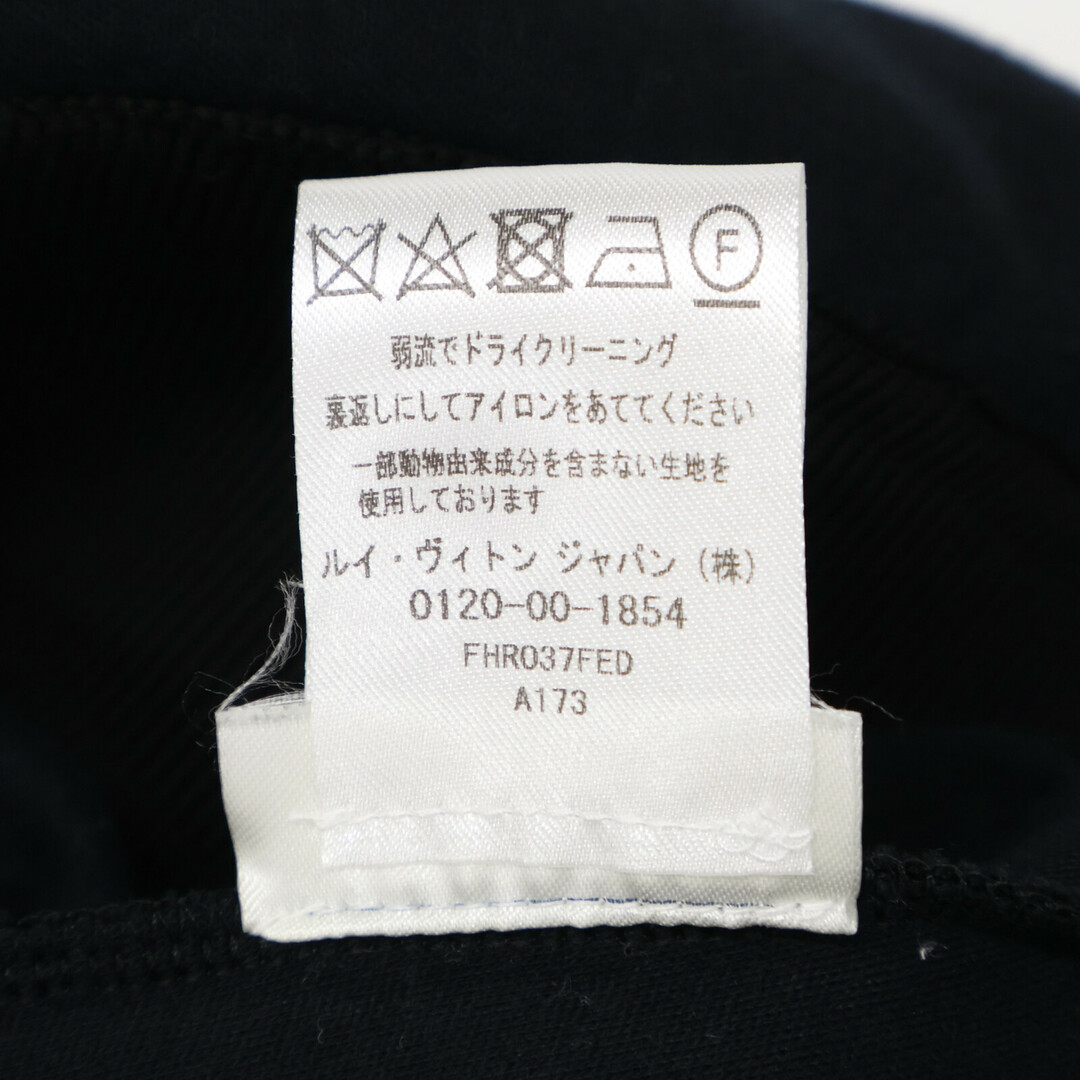 F
弱流でドライクリーニング
裏返しにしてアイロンをあててください
一部動物由来成分を含まない生地を
使用しております
ルイ・ヴィトン ジャパン (株)
0120-00-1854
FHR037FED
A173